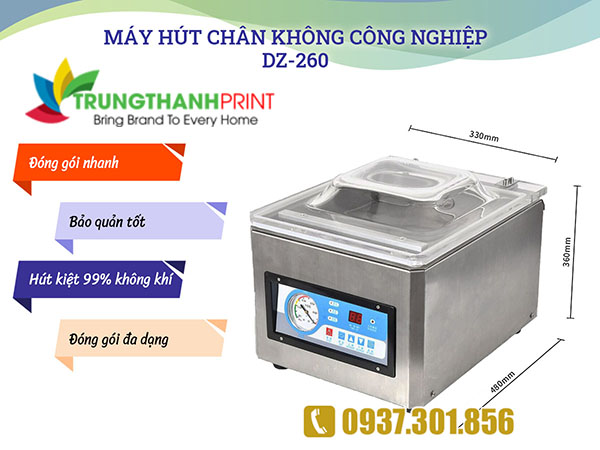 MÁY HÚT CHÂN KHÔNG CÔNG NGHIỆP
DZ-260
TRUNGTHANHPRINT
Bring Brand To Every Home
Đóng gói nhanh
Bảo quản tốt
Hút kiệt 99% không khí
Đóng gói đa dạng
330mm
360mm
480mm
0937.301.856